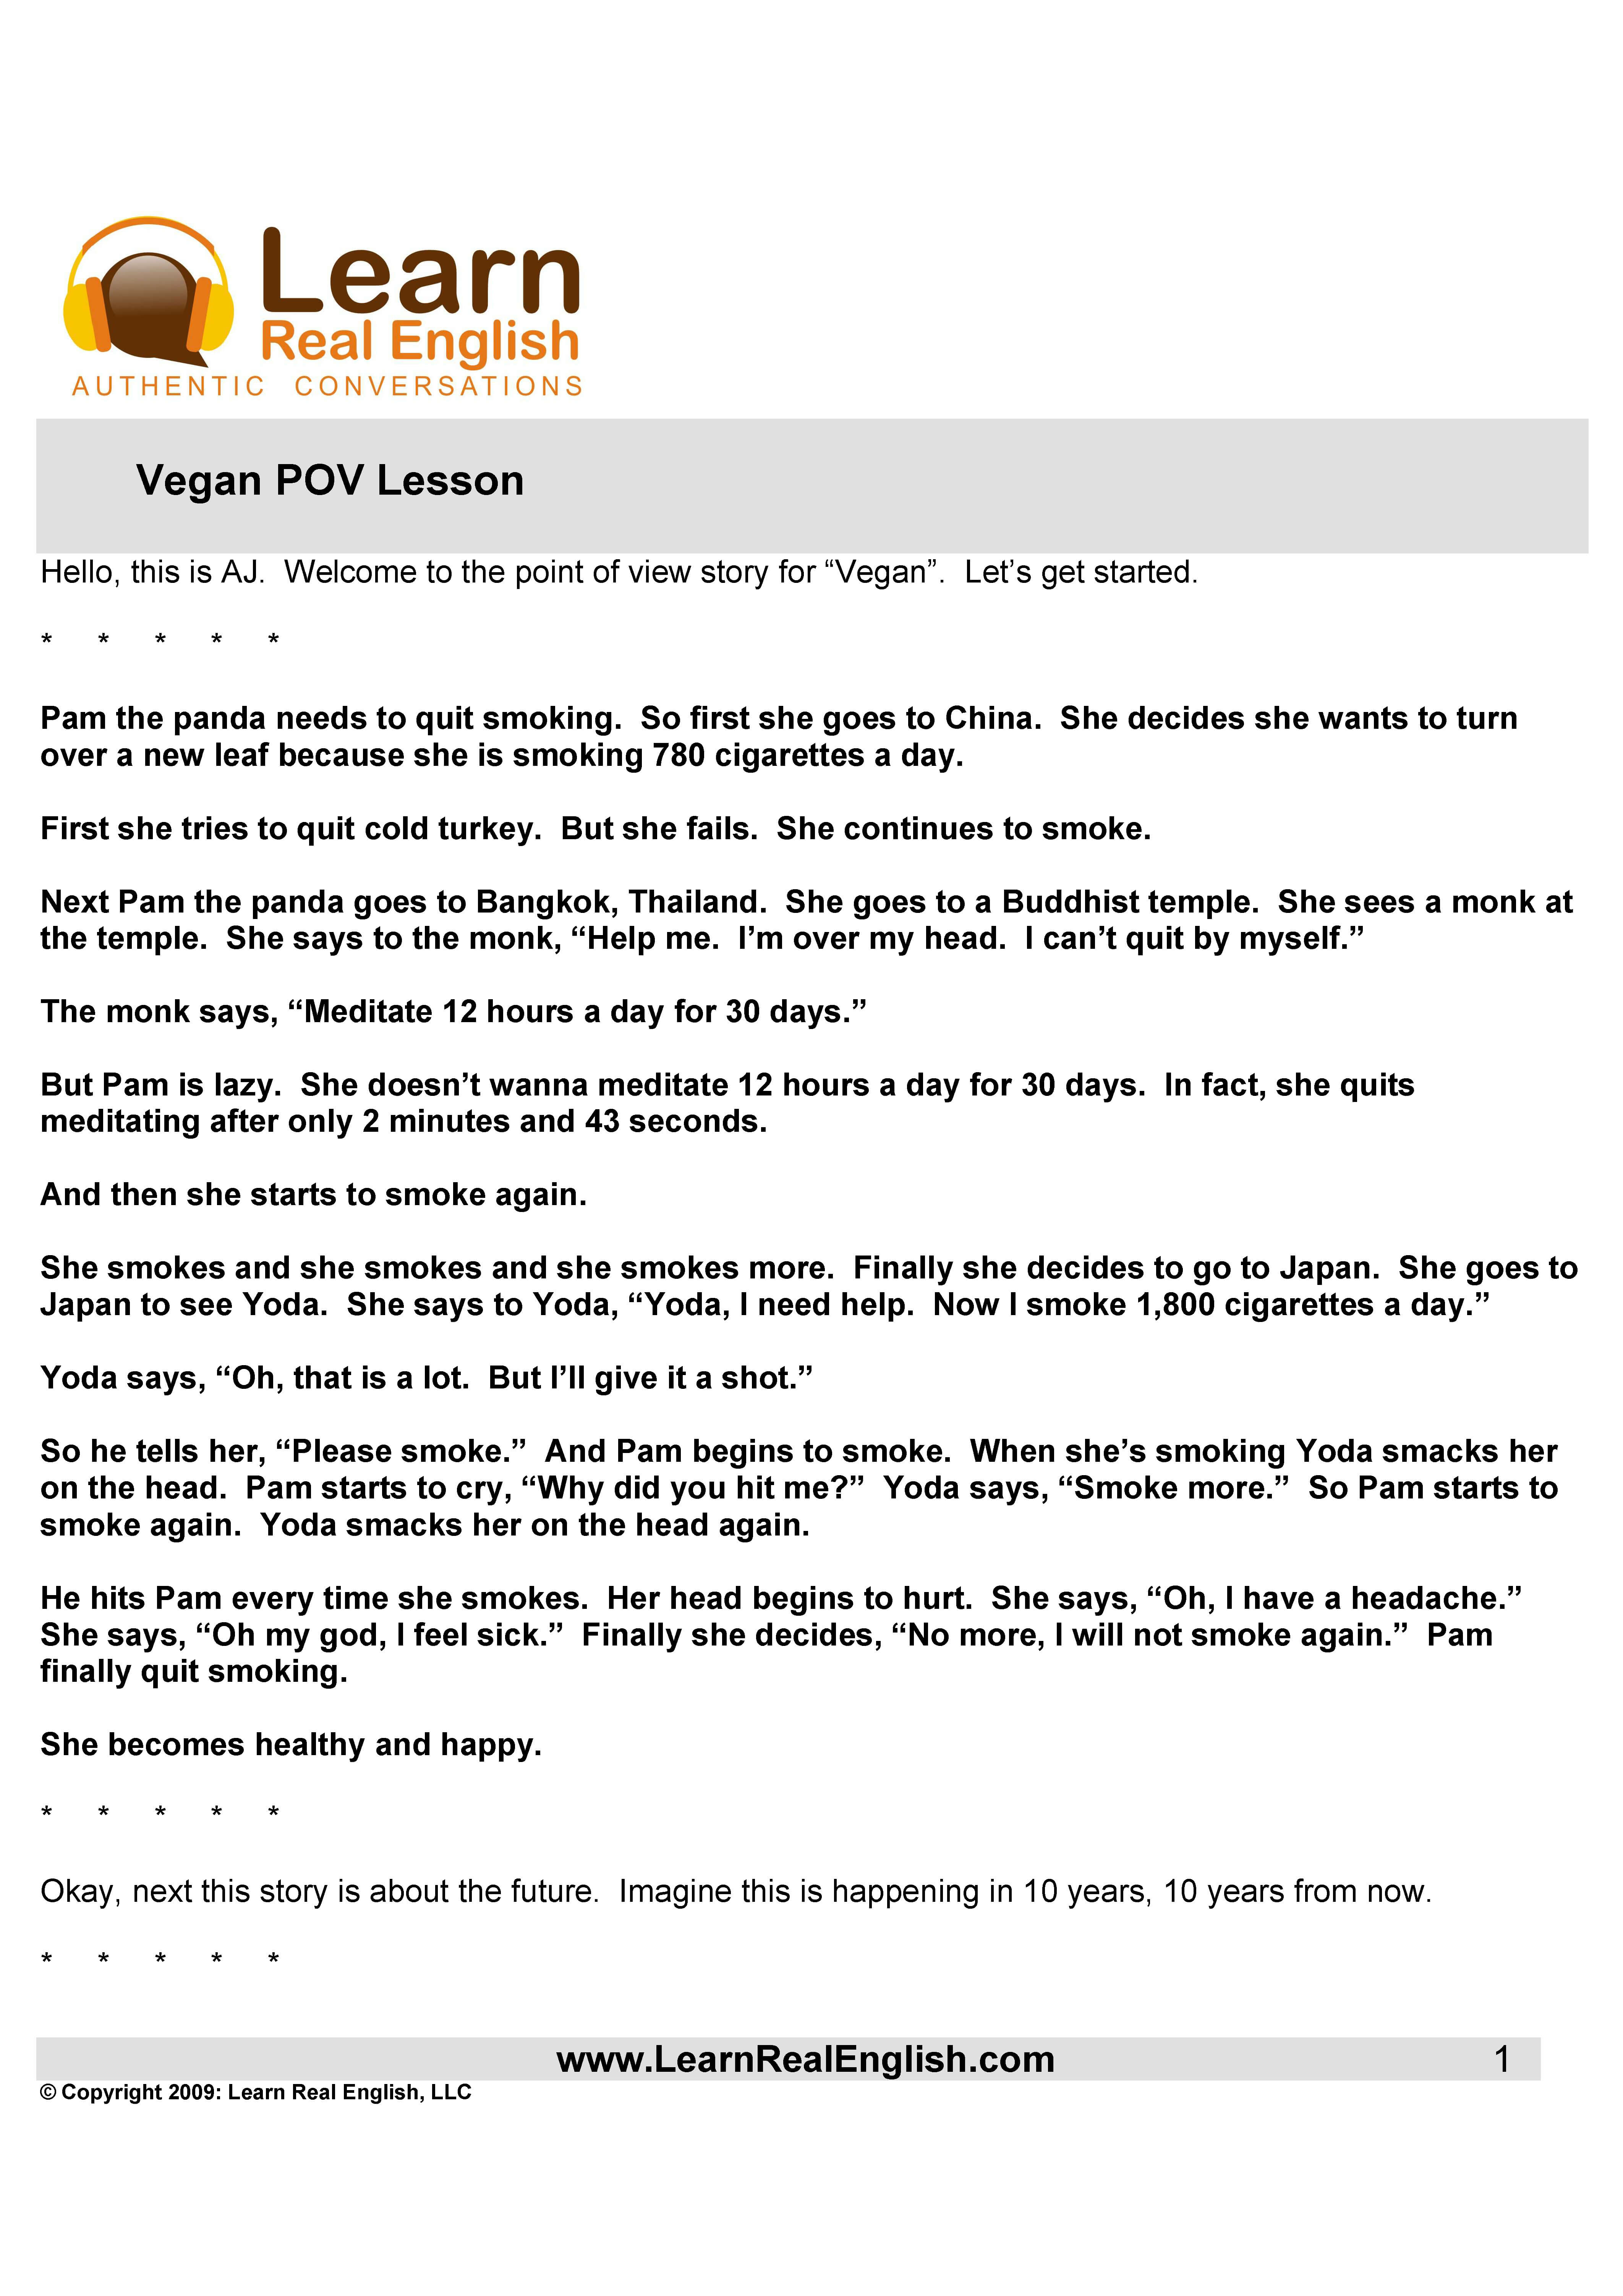 Learn
Real English
AUTHENTIC CONVERSATIONS
Vegan POV Lesson
Hello, this is AJ.  Welcome to the point of view story for “Vegan”.  Let’s get started.
* * * * *
Pam the panda needs to quit smoking.  So first she goes to China.  She decides she wants to turn
over a new leaf because she is smoking 780 cigarettes a day.
First she tries to quit cold turkey.  But she fails.  She continues to smoke.
Next Pam the panda goes to Bangkok, Thailand.  She goes to a Buddhist temple.  She sees a monk at
the temple.  She says to the monk, “Help me.  I’m over my head.  I can’t quit by myself.”
The monk says, “Meditate 12 hours a day for 30 days.”
But Pam is lazy.  She doesn’t wanna meditate 12 hours a day for 30 days.  In fact, she quits
meditating after only 2 minutes and 43 seconds.
And then she starts to smoke again.
She smokes and she smokes and she smokes more.  Finally she decides to go to Japan.  She goes to
Japan to see Yoda.  She says to Yoda, “Yoda, I need help.  Now I smoke 1,800 cigarettes a day.”
Yoda says, “Oh, that is a lot.  But I’ll give it a shot.”
So he tells her, “Please smoke.”  And Pam begins to smoke.  When she’s smoking Yoda smacks her
on the head.  Pam starts to cry, “Why did you hit me?”  Yoda says, “Smoke more.”  So Pam starts to
smoke again.  Yoda smacks her on the head again.
He hits Pam every time she smokes.  Her head begins to hurt.  She says, “Oh, I have a headache.”
She says, “Oh my god, I feel sick.”  Finally she decides, “No more, I will not smoke again.”  Pam
finally quit smoking.
She becomes healthy and happy.
* * * * *
Okay, next this story is about the future.  Imagine this is happening in 10 years, 10 years from now.
* * * * *
www.LearnRealEnglish.com 1
© Copyright 2009: Learn Real English, LLC